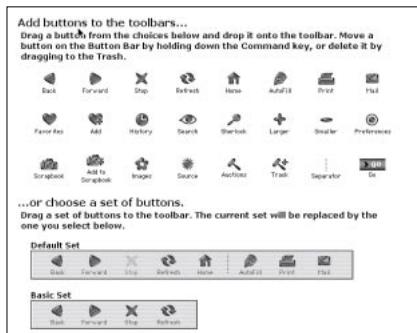 Add buttons to the toolbars...
Drag a button from the choices below and drop it onto the toolbar. Move a
button on the Button Bar by holding down the Command key, or delete it by
dragging to the Trash.
Back Forward Stop Refresh Home AutoFill Print Mail
Favorites Add History Search Sherlock Larger Smaller Preferences
Scrapbook Add to Scrapbook Images Source Auctions Track Separator Go
...or choose a set of buttons.
Drag a set of buttons to the toolbar. The current set will be replaced by the
one you select below.
Default Set
Back Forward Stop Refresh Home AutoFill Print Mail
Basic Set
Back Forward Stop Refresh